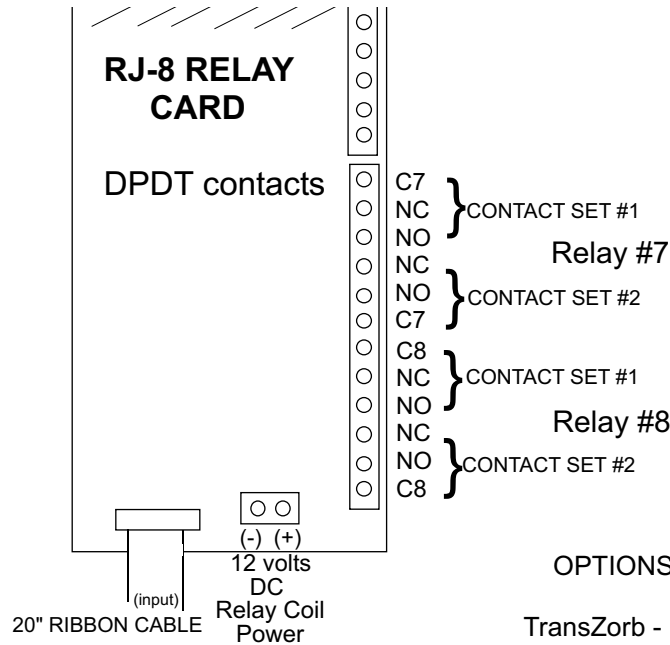 RJ-8 RELAY
CARD
DPDT contacts
C7
NC
NO
CONTACT SET #1
Relay #7
NC
NO
C7
CONTACT SET #2
C8
NC
NO
CONTACT SET #1
Relay #8
NC
NO
C8
CONTACT SET #2
(-) (+)
12 volts
DC
Relay Coil
Power
(input)
20" RIBBON CABLE
OPTIONS
TransZorb -